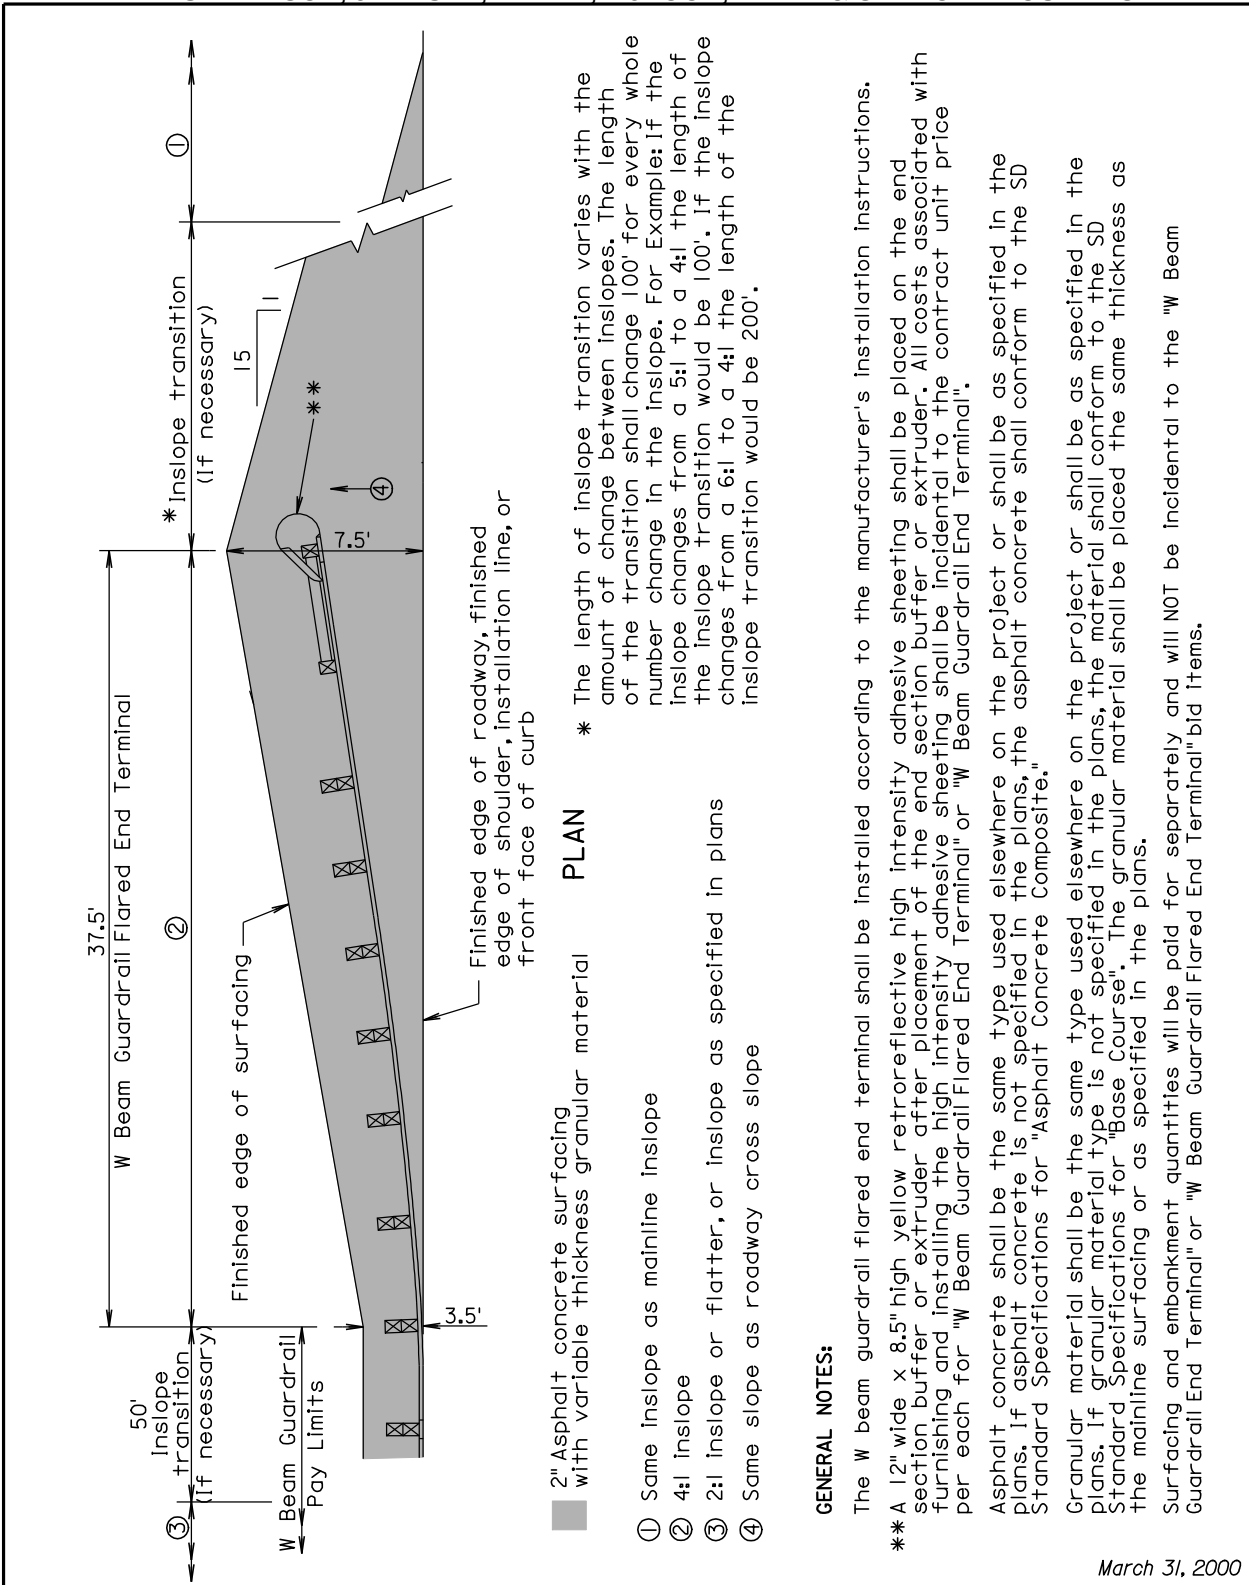 37.5'
W Beam Guardrail Flared End Terminal
50'
Inslope
transition
(If necessary)
*Inslope transition
(If necessary)
3
2
1
W Beam Guardrail
Pay Limits
Finished edge of surfacing
15
1
**
4
7.5'
3.5'
Finished edge of roadway, finished
edge of shoulder, installation line, or
front face of curb
PLAN
2" Asphalt concrete surfacing
with variable thickness granular material
1 Same inslope as mainline inslope
2 4:1 inslope
3 2:1 inslope or flatter, or inslope as specified in plans
4 Same slope as roadway cross slope
* The length of inslope transition varies with the
amount of change between inslopes. The length
of the transition shall change 100' for every whole
number change in the inslope. For Example: If the
inslope changes from a 5:1 to a 4:1 the length of
the inslope transition would be 100'. If the inslope
changes from a 6:1 to a 4:1 the length of the
inslope transition would be 200'.
GENERAL NOTES:
The W beam guardrail flared end terminal shall be installed according to the manufacturer's installation instructions.
** A 12" wide x 8.5" high yellow retroreflective high intensity adhesive sheeting shall be placed on the end
section buffer or extruder after placement of the end section buffer or extruder. All costs associated with
furnishing and installing the high intensity adhesive sheeting shall be incidental to the contract unit price
per each for "W Beam Guardrail Flared End Terminal" or "W Beam Guardrail End Terminal".
Asphalt concrete shall be the same type used elsewhere on the project or shall be as specified in the
plans. If asphalt concrete is not specified in the plans, the asphalt concrete shall conform to the SD
Standard Specifications for "Asphalt Concrete Composite."
Granular material shall be the same type used elsewhere on the project or shall be as specified in the
plans. If granular material type is not specified in the plans, the material shall conform to the SD
Standard Specifications for "Base Course". The granular material shall be placed the same thickness as
the mainline surfacing or as specified in the plans.
Surfacing and embankment quantities will be paid for separately and will NOT be incidental to the "W Beam
Guardrail End Terminal" or "W Beam Guardrail Flared End Terminal" bid items.
March 31, 2000